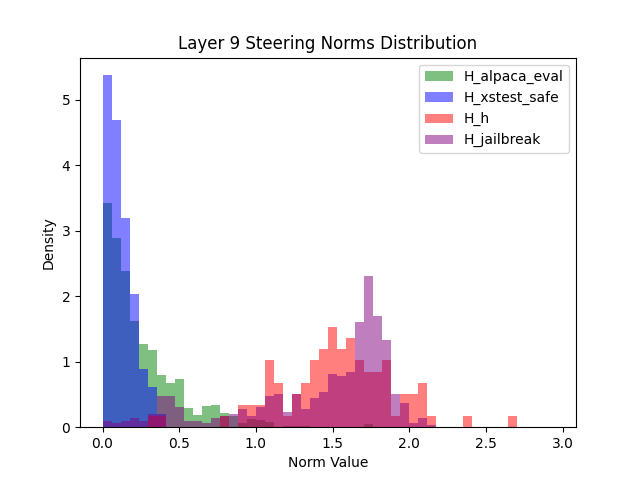 Layer 9 Steering Norms Distribution
H_alpaca_eval
H_xstest_safe
H_h
H_jailbreak
Density
5
4
3
2
1
0
0.0 0.5 1.0 1.5 2.0 2.5 3.0
Norm Value